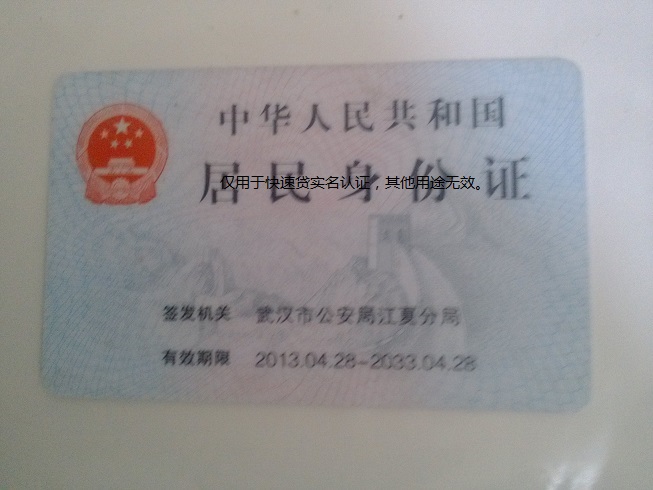 中华人民共和国
居民身份证
仅用于快速贷实名认证，其他用途无效。
签发机关 武汉市公安局江夏分局
有效期限 2013.04.28-2033.04.28